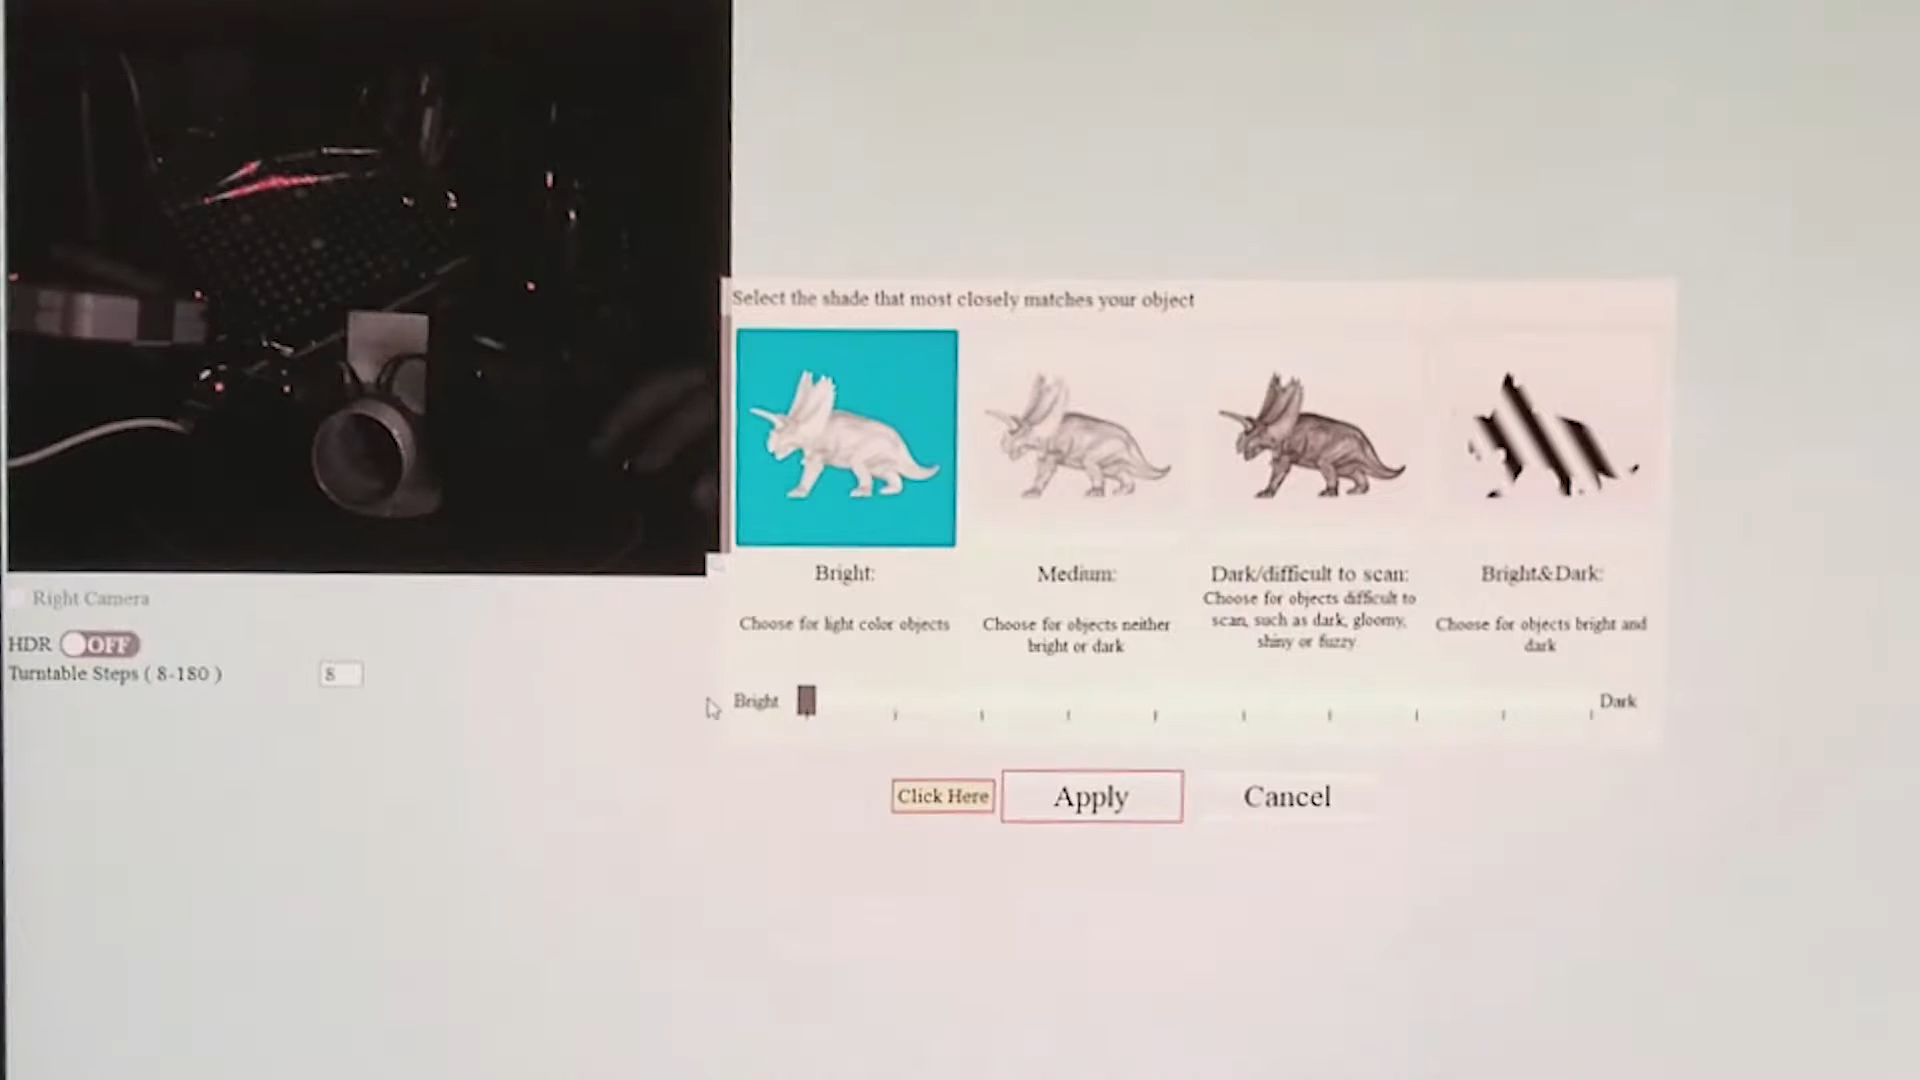 Select the shade that most closely matches your object
Bright:
Choose for light color objects
Medium:
Choose for objects neither
bright or dark
Dark/difficult to scan:
Choose for objects difficult to
scan, such as dark, gloomy,
shiny or fuzzy
Bright&Dark:
Choose for objects bright and
dark
Bright
Dark
Click Here
Apply
Cancel
Right Camera
HDR OFF
Turntable Steps ( 8-180 ) 8